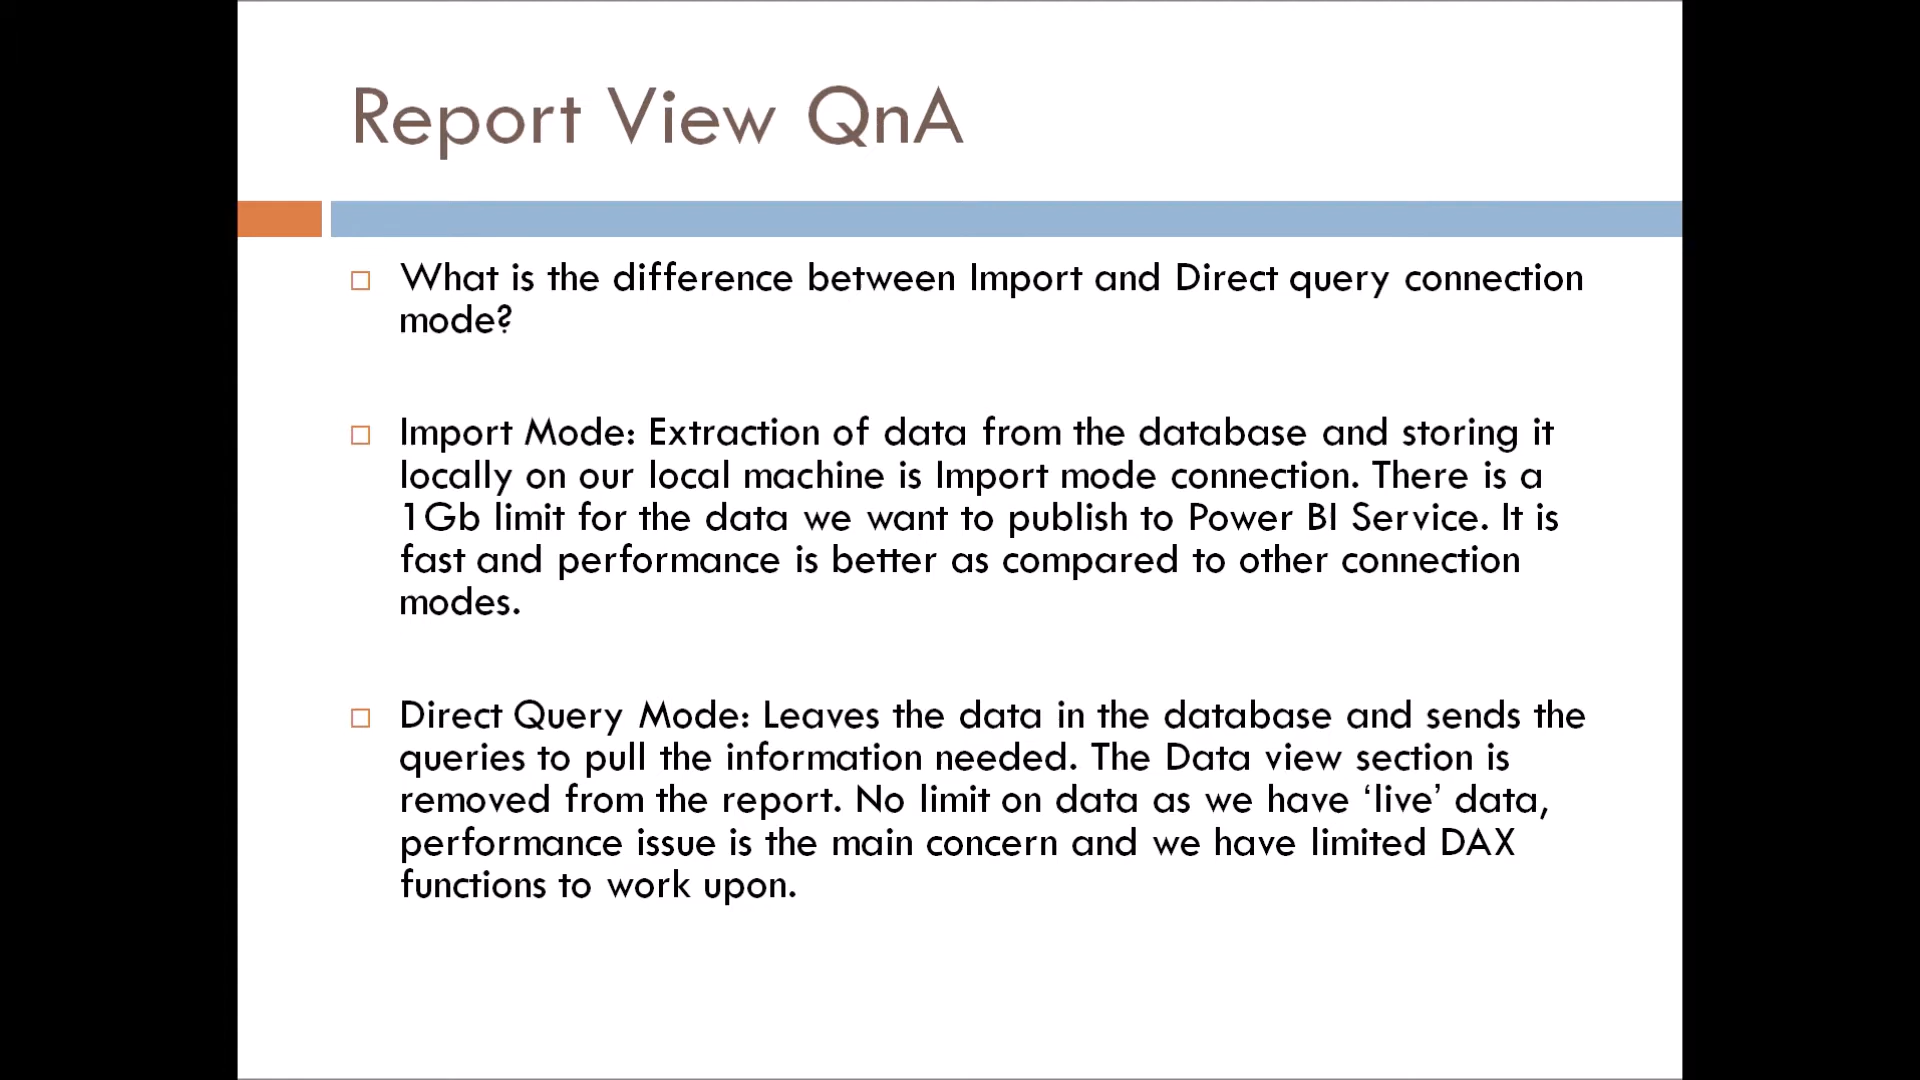 Report View QnA
What is the difference between Import and Direct query connection
mode?
Import Mode: Extraction of data from the database and storing it
locally on our local machine is Import mode connection. There is a
1Gb limit for the data we want to publish to Power BI Service. It is
fast and performance is better as compared to other connection
modes.
Direct Query Mode: Leaves the data in the database and sends the
queries to pull the information needed. The Data view section is
removed from the report. No limit on data as we have ‘live’ data,
performance issue is the main concern and we have limited DAX
functions to work upon.